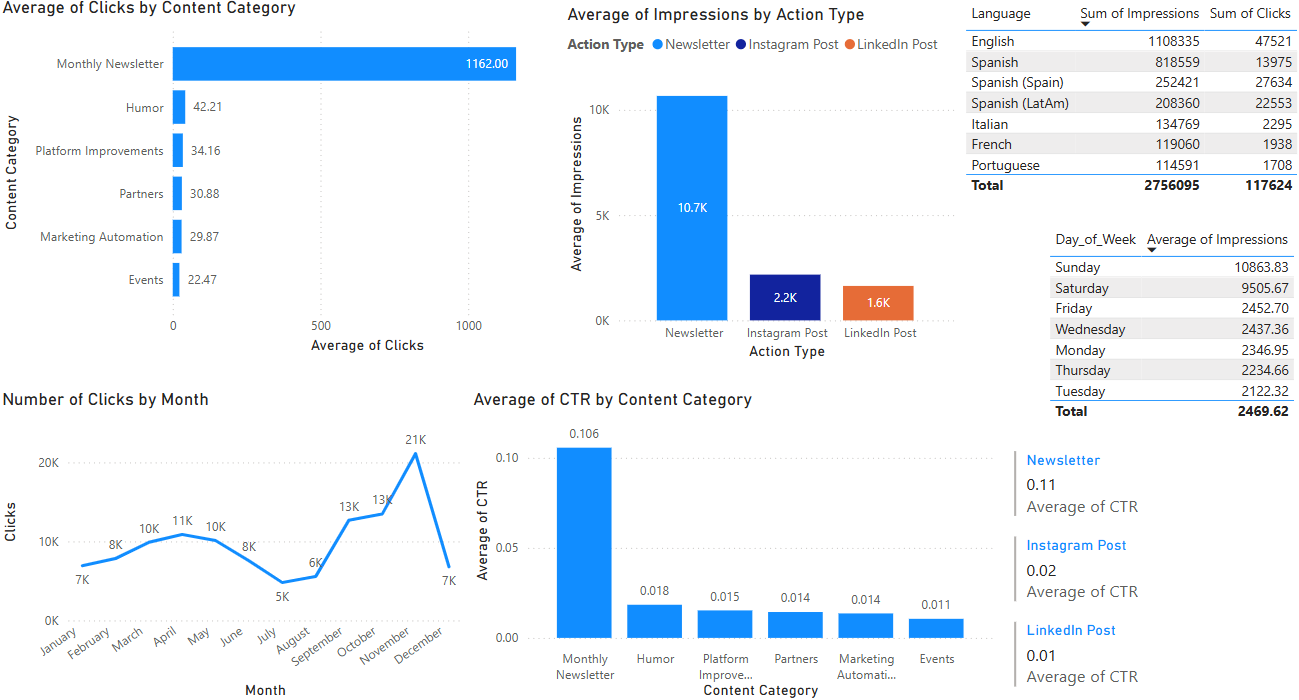 Average of Clicks by Content Category
Content Category
Monthly Newsletter 1162.00
Humor 42.21
Platform Improvements 34.16
Partners 30.88
Marketing Automation 29.87
Events 22.47
0 500 1000
Average of Clicks
Average of Impressions by Action Type
Action Type Newsletter Instagram Post LinkedIn Post
Average of Impressions
10K
5K
0K
10.7K
2.2K
1.6K
Newsletter Instagram Post LinkedIn Post
Action Type
Language Sum of Impressions Sum of Clicks
English 1108335 47521
Spanish 818559 13975
Spanish (Spain) 252421 27634
Spanish (LatAm) 208360 22553
Italian 134769 2295
French 119060 1938
Portuguese 114591 1708
Total 2756095 117624
Day_of_Week Average of Impressions
Sunday 10863.83
Saturday 9505.67
Friday 2452.70
Wednesday 2437.36
Monday 2346.95
Thursday 2234.66
Tuesday 2122.32
Total 2469.62
Number of Clicks by Month
Clicks
20K
10K
0K
7K 8K 10K 11K 10K 8K 5K 6K 13K 13K 21K 7K
January February March April May June July August September October November December
Month
Average of CTR by Content Category
Average of CTR
0.10
0.05
0.00
0.106 0.018 0.015 0.014 0.014 0.011
Monthly Newsletter
Humor
Platform Improve...
Partners
Marketing Automati...
Events
Content Category
Newsletter
0.11
Average of CTR
Instagram Post
0.02
Average of CTR
LinkedIn Post
0.01
Average of CTR